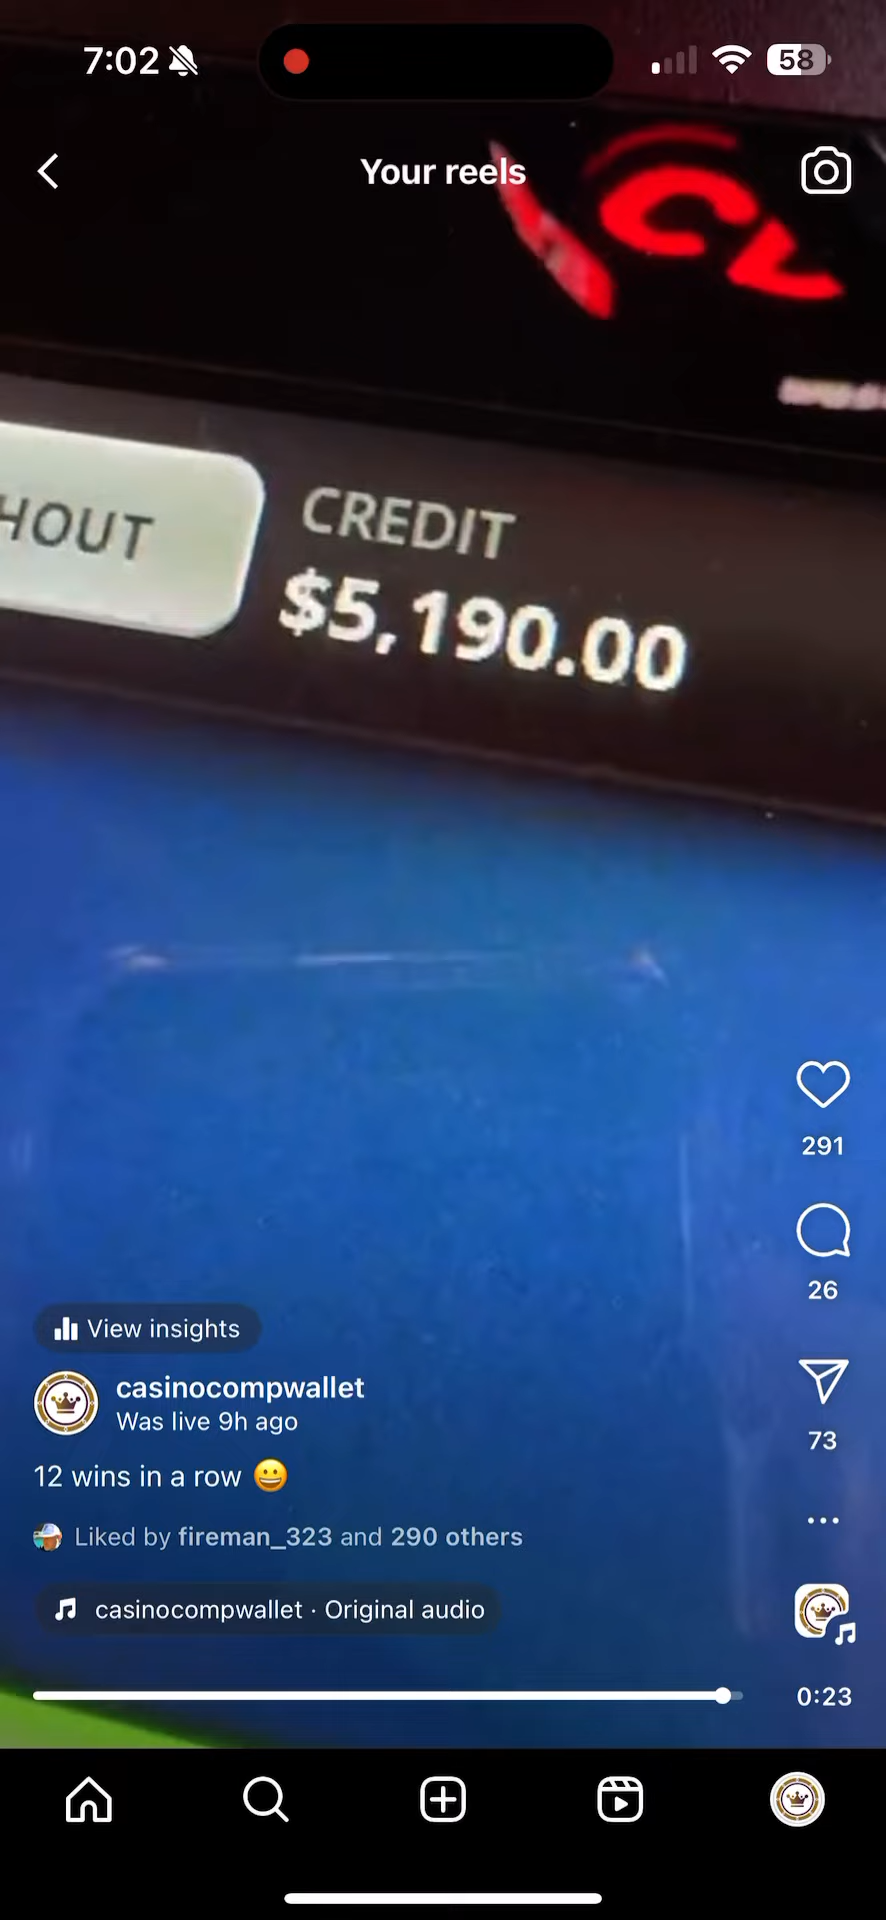 7:02
58
Your reels
HOUT
CREDIT
$5,190.00
291
26
View insights
casinocompwallet
Was live 9h ago
73
12 wins in a row 😀
Liked by fireman_323 and 290 others
casinocompwallet · Original audio
0:23